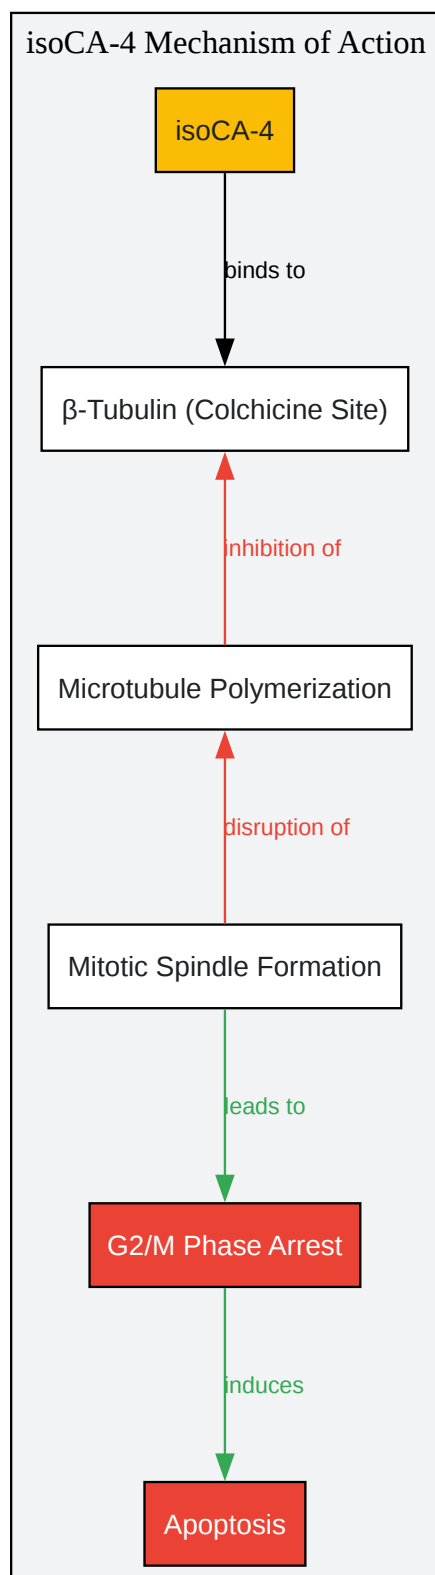 isoCA-4 Mechanism of Action
isoCA-4
binds to
β-Tubulin (Colchicine Site)
inhibition of
Microtubule Polymerization
disruption of
Mitotic Spindle Formation
leads to
G2/M Phase Arrest
induces
Apoptosis